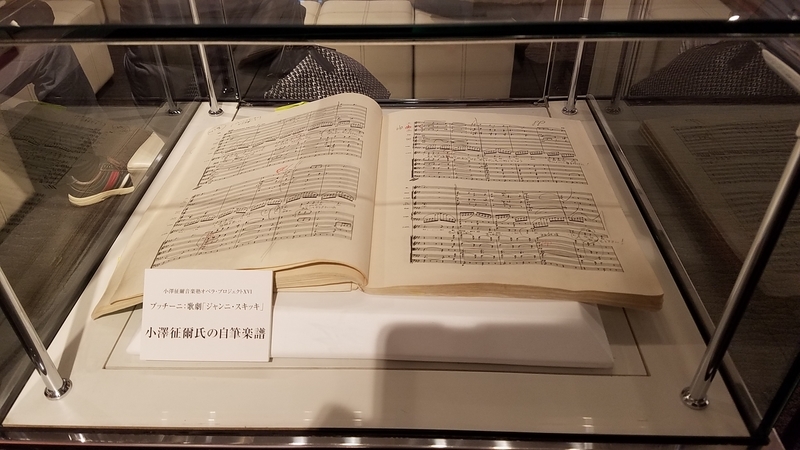 小澤征爾音楽塾オペラ・プロジェクトXVI
プッチーニ：歌劇「ジャンニ・スキッキ」
小澤征爾氏の自筆楽譜